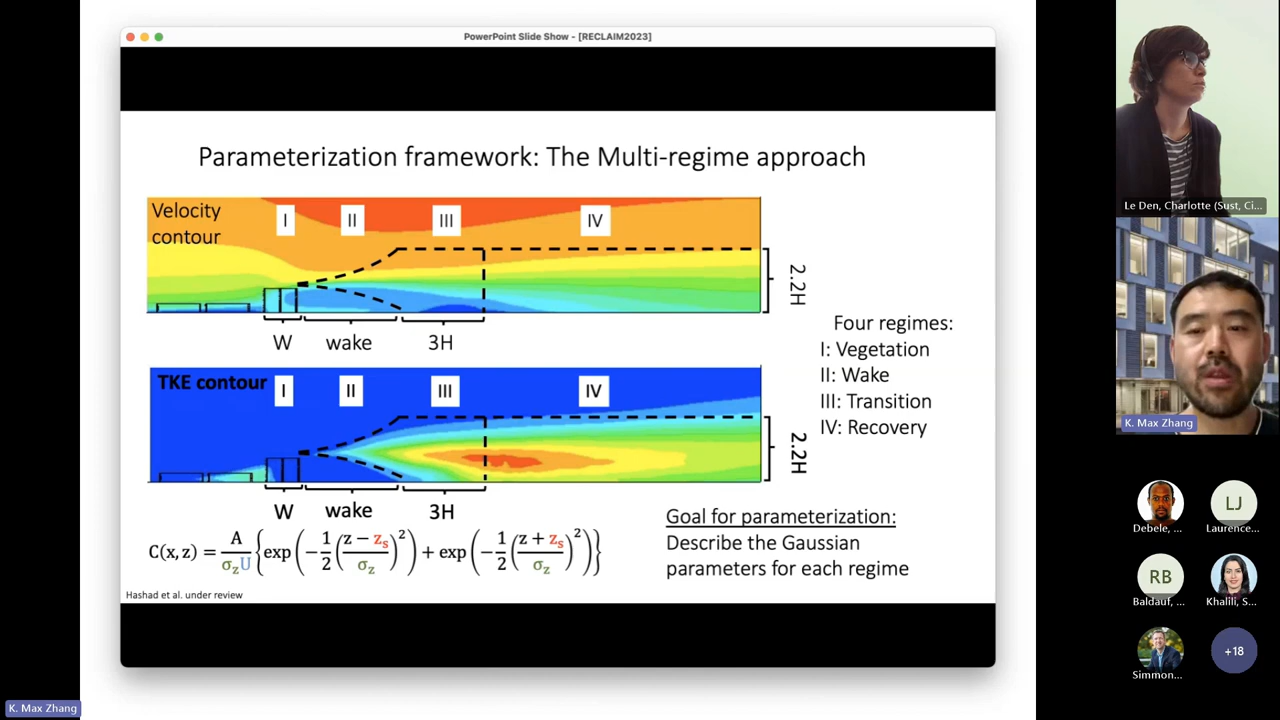 PowerPoint Slide Show - [RECLAIM2023]
Parameterization framework: The Multi-regime approach
Velocity
contour
I
II
III
IV
2.2H
W
wake
3H
TKE contour
I
II
III
IV
2.2H
W
wake
3H
Four regimes:
I: Vegetation
II: Wake
III: Transition
IV: Recovery
C(x, z) = A/(σzU) {exp(−1/2((z − zs)/σz)²) + exp(−1/2((z + zs)/σz)²)}
Goal for parameterization:
Describe the Gaussian
parameters for each regime
Hashad et al. under review
Le Den, Charlotte (Sust, Ci...
K. Max Zhang
Debele, ...
LJ
Laurence...
RB
Baldauf, ...
Khalili, S...
Simmon...
+18
K. Max Zhang